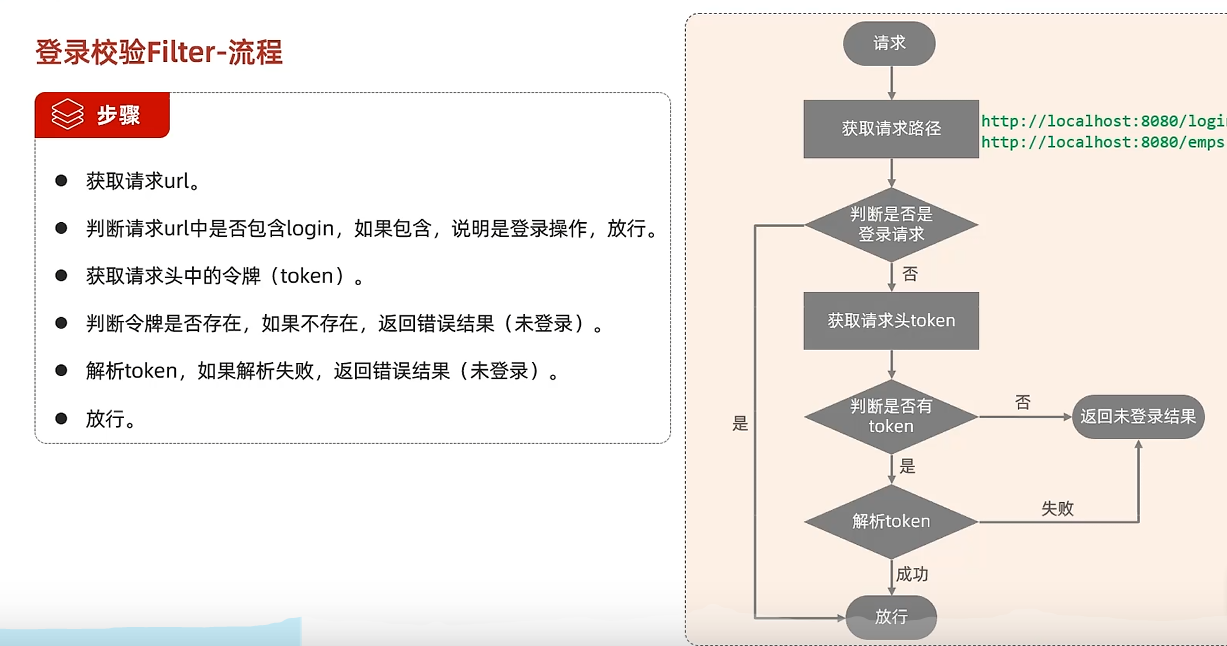 登录校验Filter-流程
步骤
获取请求url。
判断请求url中是否包含login，如果包含，说明是登录操作，放行。
获取请求头中的令牌（token）。
判断令牌是否存在，如果不存在，返回错误结果（未登录）。
解析token，如果解析失败，返回错误结果（未登录）。
放行。
请求
获取请求路径
http://localhost:8080/login
http://localhost:8080/emps
判断是否是
登录请求
否
获取请求头token
判断是否有
token
否
返回未登录结果
是
是
解析token
失败
成功
放行